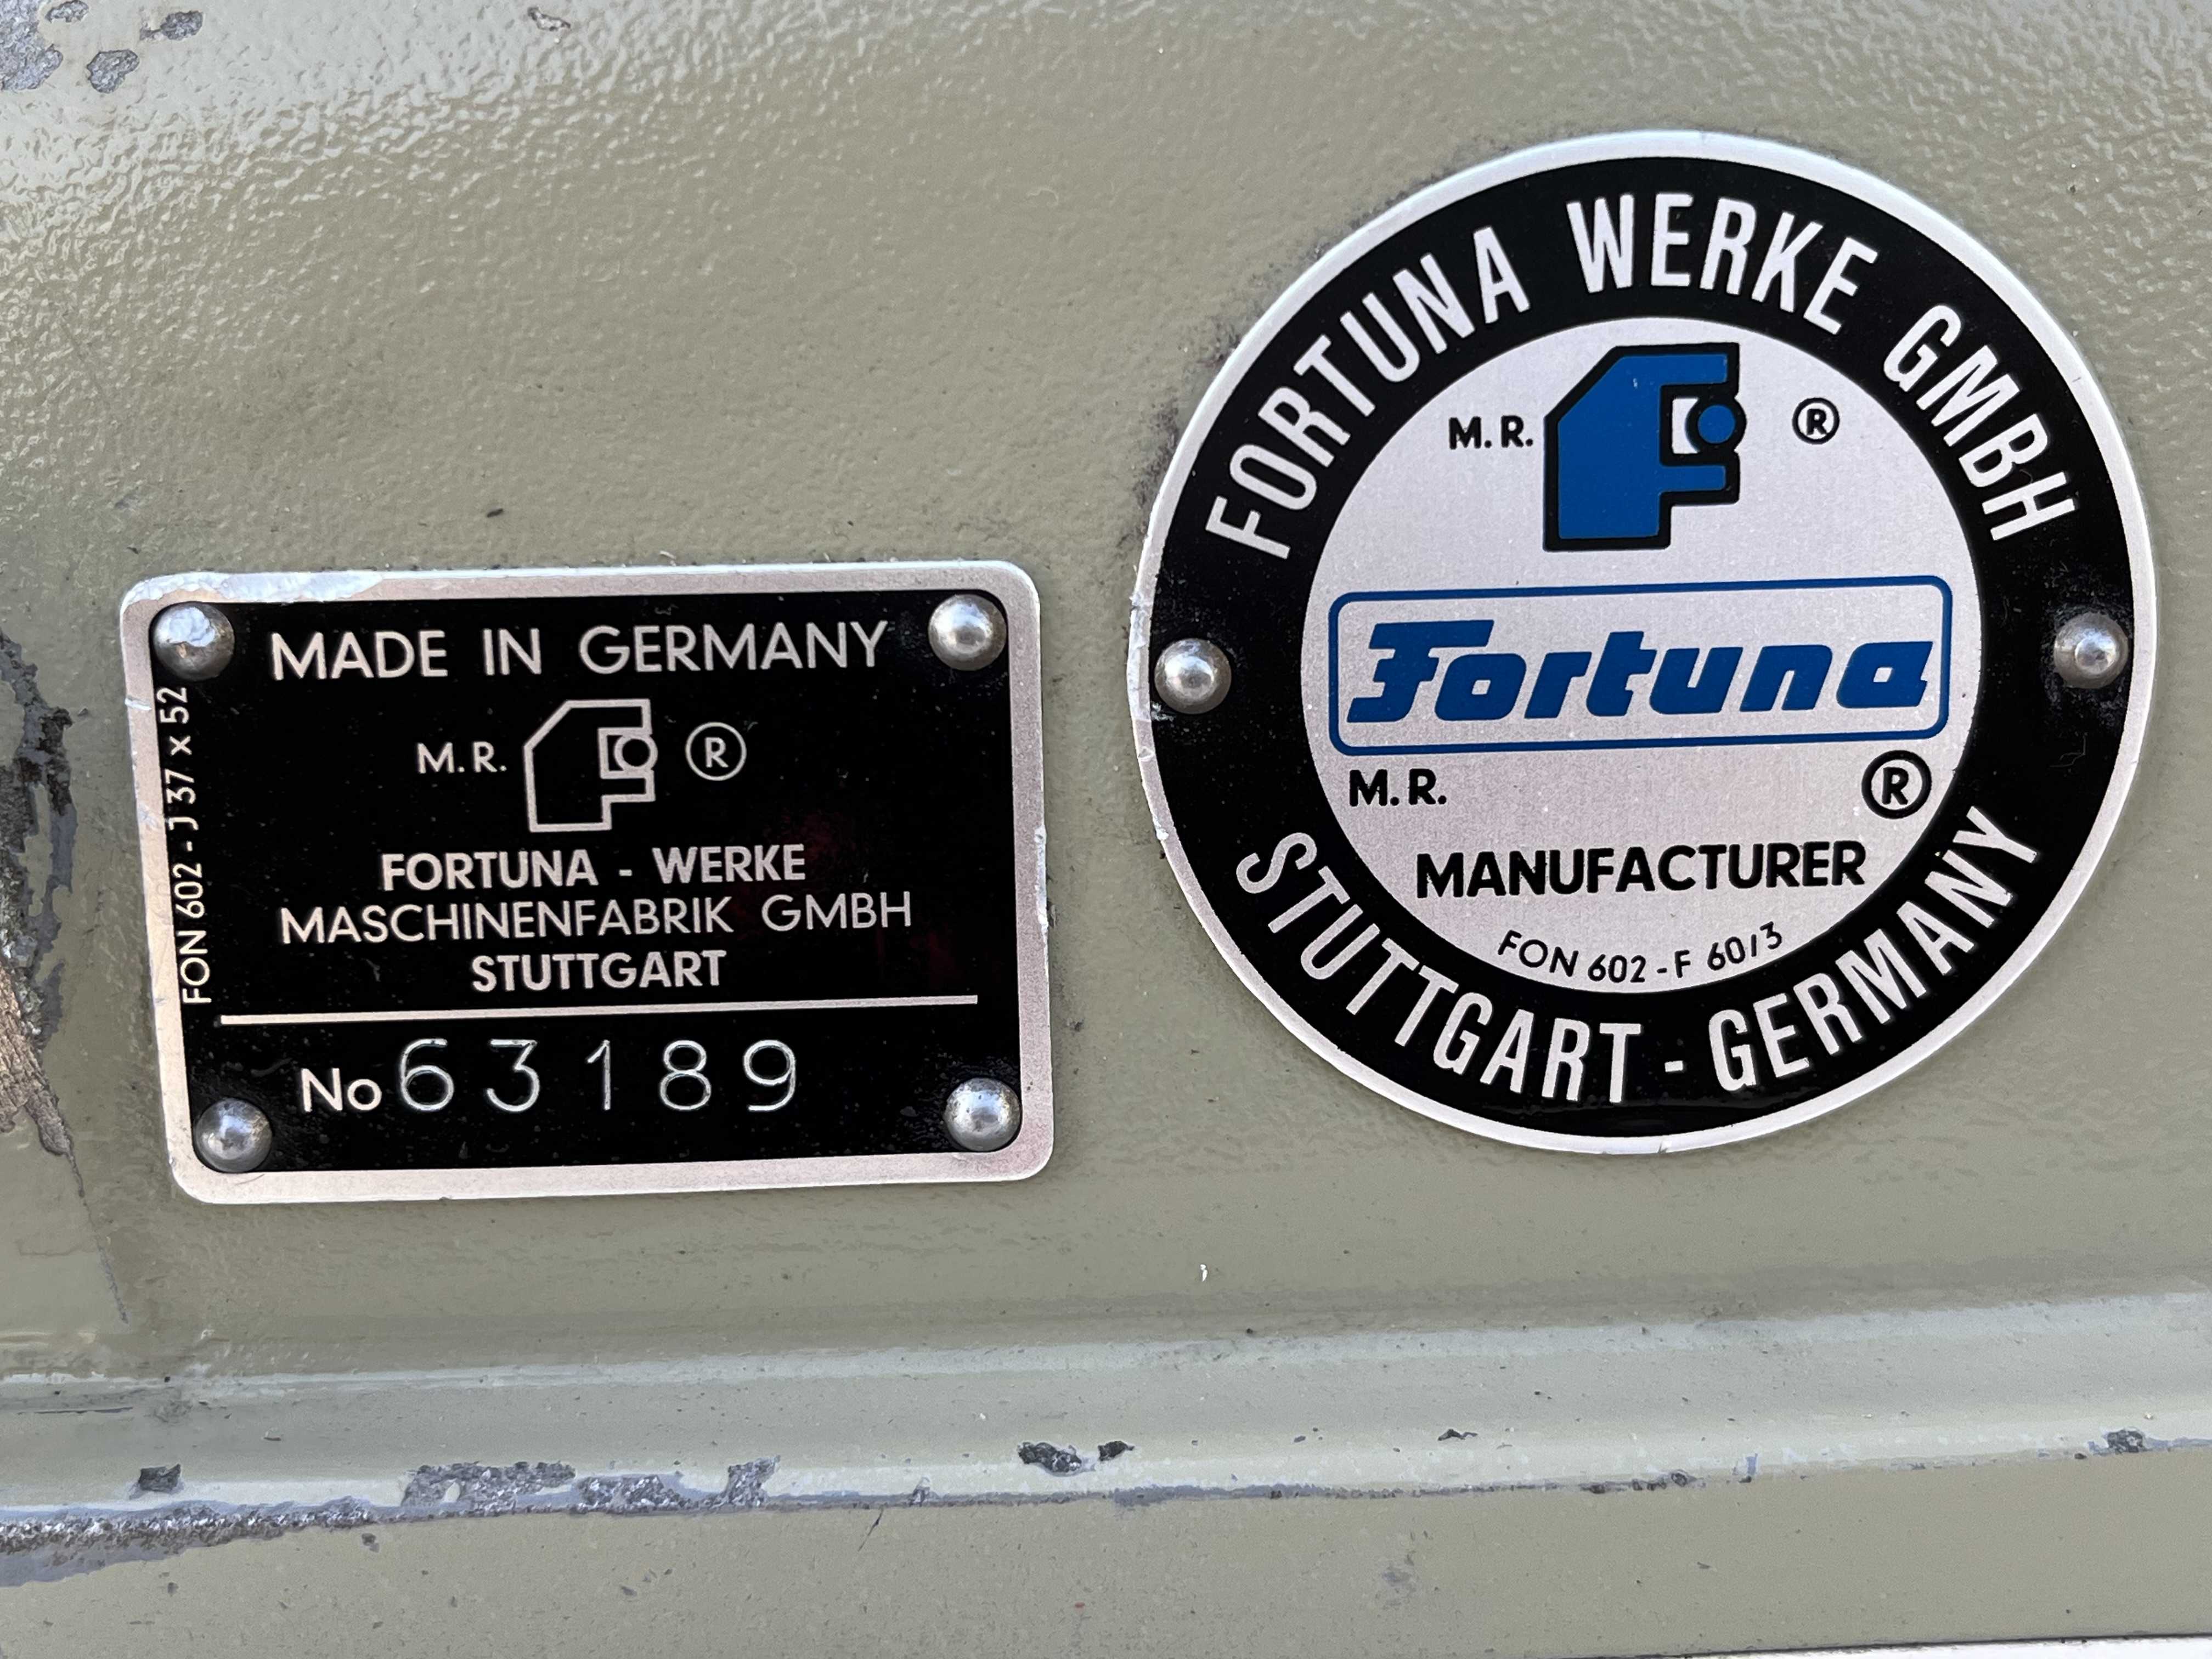 MADE IN GERMANY
M.R. ®
FORTUNA - WERKE
MASCHINENFABRIK GMBH
STUTTGART
No 63189
FON 602 - J 37 x 52
FORTUNA WERKE GMBH
M.R. ®
Fortuna
M.R. ®
MANUFACTURER
FON 602 - F 60/3
STUTTGART - GERMANY